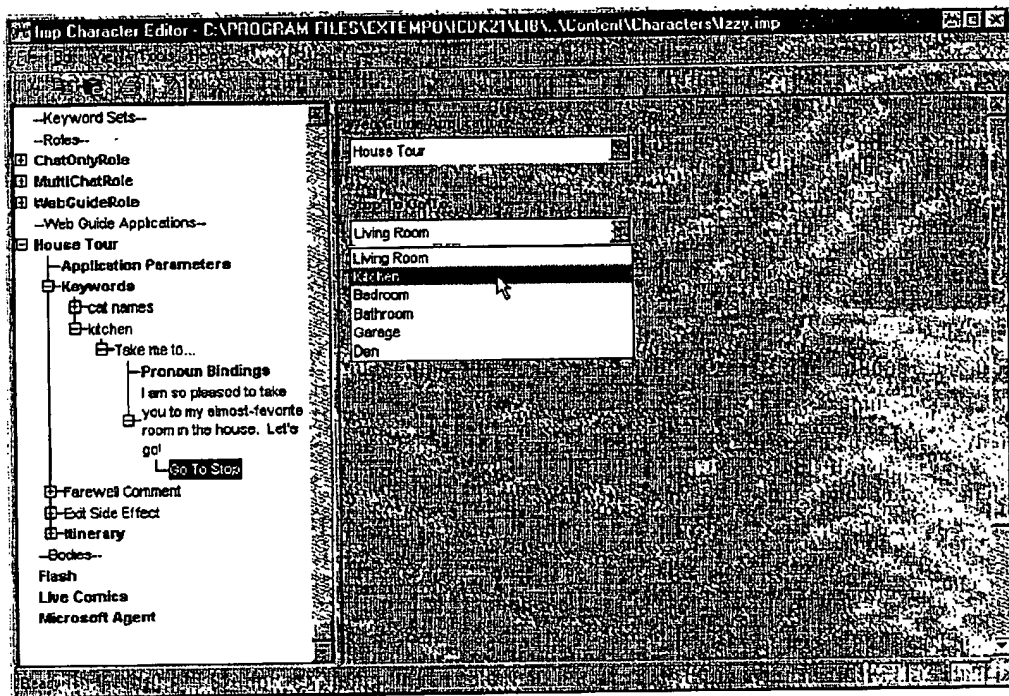 Imp Character Editor - C:\PROGRAM FILES\EXTEMPO\ICDK21\LIB\..\Content\Characters\Izzy.imp
--Keyword Sets--
--Roles--
ChatOnlyRole
MultiChatRole
WebGuideRole
--Web Guide Applications--
House Tour
Application Parameters
Keywords
cat names
kitchen
Take me to...
Pronoun Bindings
I am so pleased to take
you to my almost-favorite
room in the house. Let's
go!
Go To Stop
Farewell Comment
Exit Side Effect
Itinerary
--Bodies--
Flash
Live Comics
Microsoft Agent
House Tour
Living Room
Living Room
Kitchen
Bedroom
Bathroom
Garage
Den